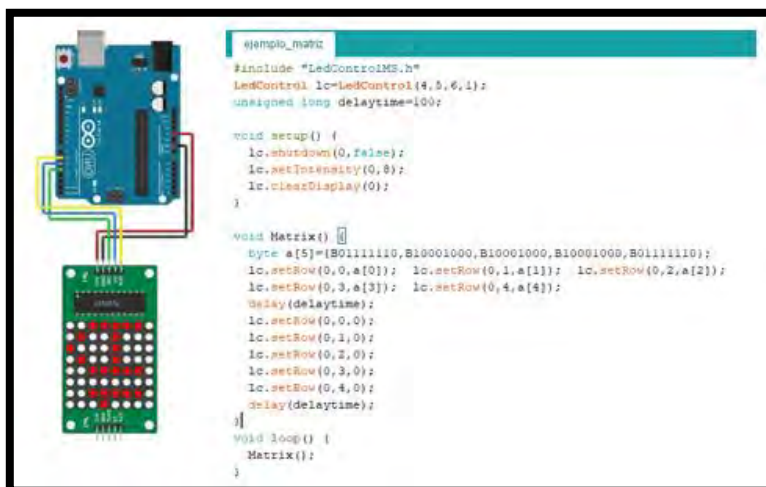 ejemplo_matriz
#include "LedControlMS.h"
LedControl lc=LedControl(4,5,6,1);
unsigned long delaytime=100;
void setup() {
lc.shutdown(0,false);
lc.setIntensity(0,8);
lc.clearDisplay(0);
}
void Matrix() {
byte a[5]={B01111110,B10001000,B10001000,B10001000,B01111110};
lc.setRow(0,0,a[0]); lc.setRow(0,1,a[1]); lc.setRow(0,2,a[2]);
lc.setRow(0,3,a[3]); lc.setRow(0,4,a[4]);
delay(delaytime);
lc.setRow(0,0,0);
lc.setRow(0,1,0);
lc.setRow(0,2,0);
lc.setRow(0,3,0);
lc.setRow(0,4,0);
delay(delaytime);
}
void loop() {
Matrix();
}